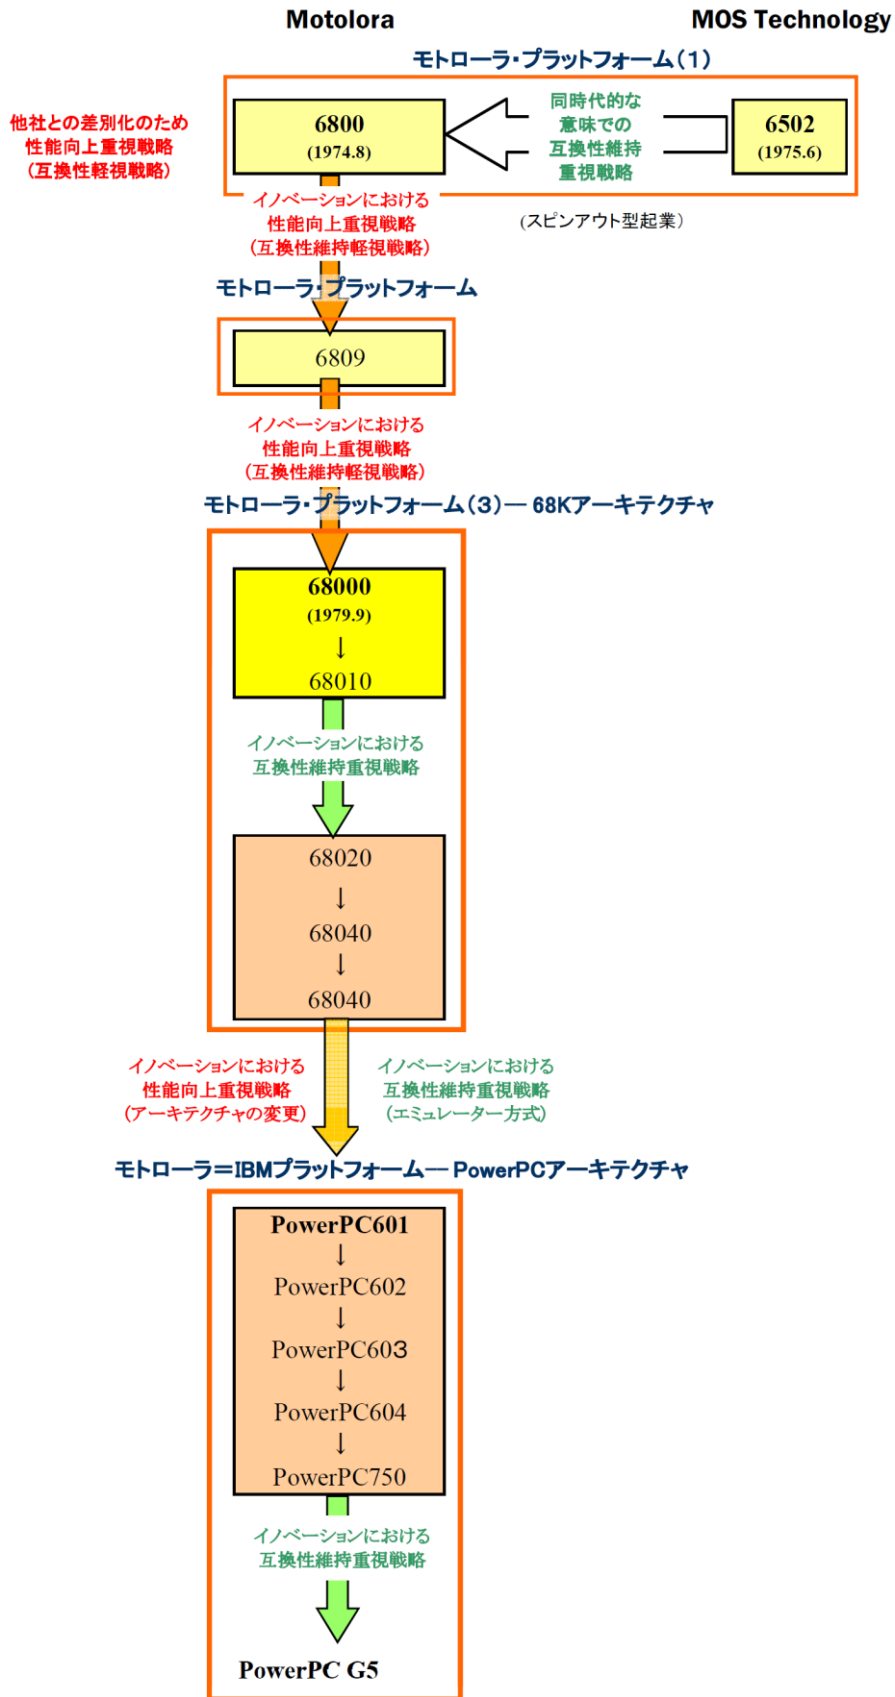 Motolora
MOS Technology
モトローラ・プラットフォーム(1)
他社との差別化のため
性能向上重視戦略
(互換性軽視戦略)
6800
(1974.8)
同時代的な
意味での
互換性維持
重視戦略
6502
(1975.6)
イノベーションにおける
性能向上重視戦略
(互換性維持軽視戦略)
(スピンアウト型起業)
モトローラ・プラットフォーム
6809
イノベーションにおける
性能向上重視戦略
(互換性維持軽視戦略)
モトローラ・プラットフォーム(3)― 68Kアーキテクチャ
68000
(1979.9)
↓
68010
イノベーションにおける
互換性維持重視戦略
68020
↓
68040
↓
68040
イノベーションにおける
性能向上重視戦略
(アーキテクチャの変更)
イノベーションにおける
互換性維持重視戦略
(エミュレーター方式)
モトローラ=IBMプラットフォーム― PowerPCアーキテクチャ
PowerPC601
↓
PowerPC602
↓
PowerPC603
↓
PowerPC604
↓
PowerPC750
イノベーションにおける
互換性維持重視戦略
PowerPC G5